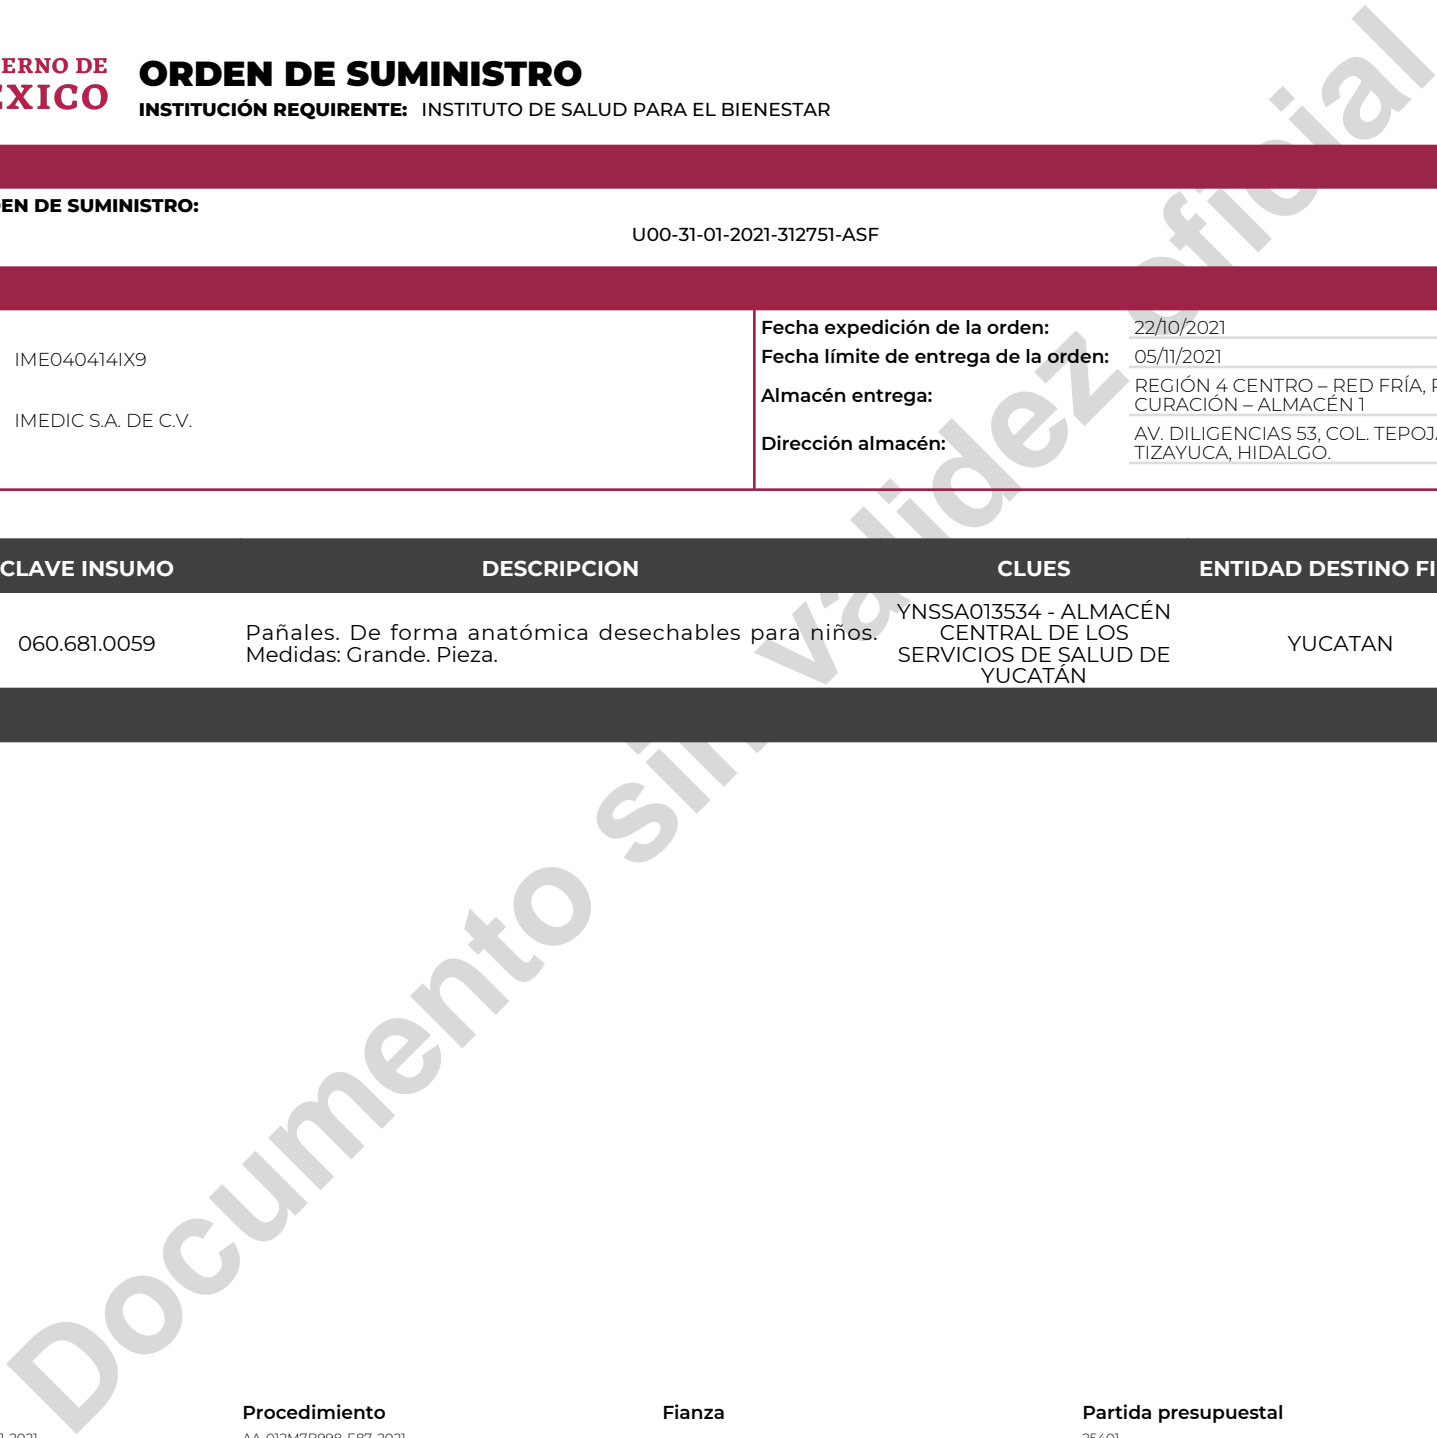 ERNO DE
EXICO
ORDEN DE SUMINISTRO
INSTITUCIÓN REQUIRENTE: INSTITUTO DE SALUD PARA EL BIENESTAR
EN DE SUMINISTRO:
U00-31-01-2021-312751-ASF
IME040414IX9
IMEDIC S.A. DE C.V.
Fecha expedición de la orden: 22/10/2021
Fecha límite de entrega de la orden: 05/11/2021
Almacén entrega: REGIÓN 4 CENTRO – RED FRÍA,
CURACIÓN – ALMACÉN 1
Dirección almacén: AV. DILIGENCIAS 53, COL. TEPOJ
TIZAYUCA, HIDALGO.
CLAVE INSUMO DESCRIPCION CLUES ENTIDAD DESTINO FI
060.681.0059
Pañales. De forma anatómica desechables para niños.
Medidas: Grande. Pieza.
YNSSA013534 - ALMACÉN
CENTRAL DE LOS
SERVICIOS DE SALUD DE
YUCATÁN
YUCATAN
Documento sin validez oficial
Procedimiento Fianza Partida presupuestal